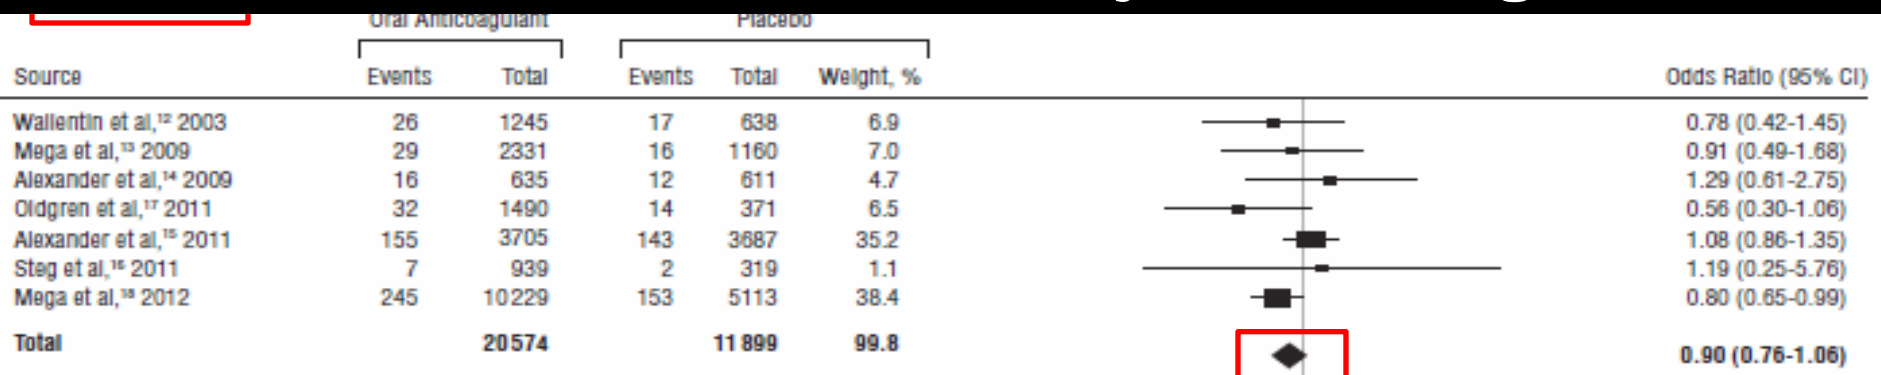 Oral Anticoagulant Placebo
Source Events Total Events Total Weight, % Odds Ratio (95% CI)
Wallentin et al,¹² 2003 26 1245 17 638 6.9 0.78 (0.42-1.45)
Mega et al,¹³ 2009 29 2331 16 1160 7.0 0.91 (0.49-1.68)
Alexander et al,¹⁴ 2009 16 635 12 611 4.7 1.29 (0.61-2.75)
Oldgren et al,¹⁷ 2011 32 1490 14 371 6.5 0.56 (0.30-1.06)
Alexander et al,¹⁵ 2011 155 3705 143 3687 35.2 1.08 (0.86-1.35)
Steg et al,¹⁶ 2011 7 939 2 319 1.1 1.19 (0.25-5.76)
Mega et al,¹⁸ 2012 245 10229 153 5113 38.4 0.80 (0.65-0.99)
Total 20574 11899 99.8 0.90 (0.76-1.06)